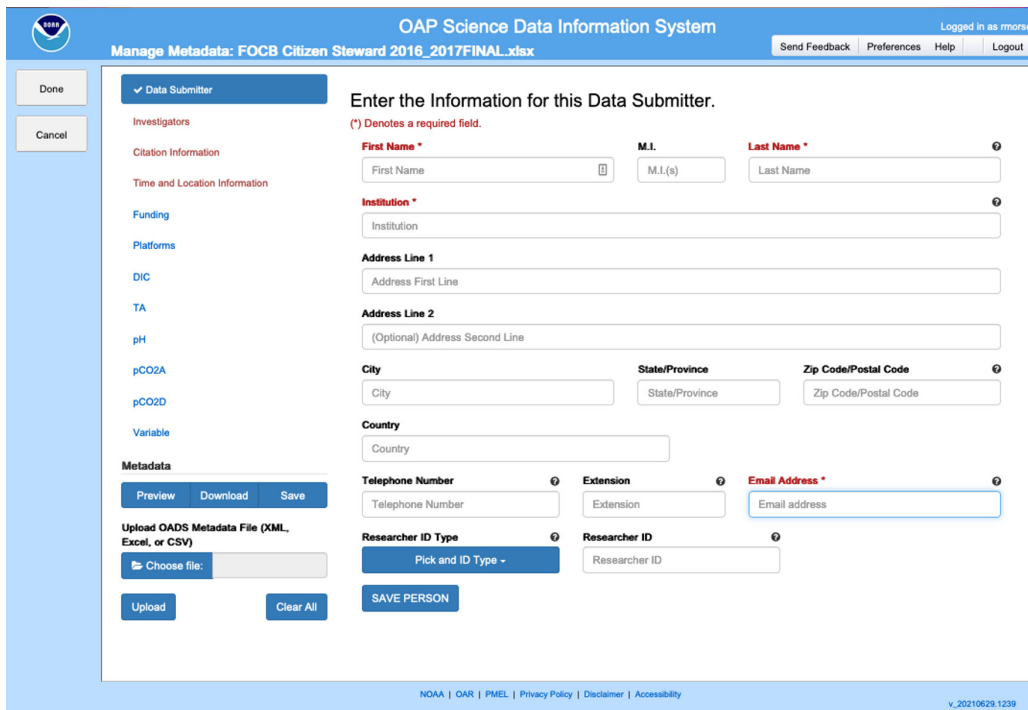 NOAA
OAP Science Data Information System
Logged in as rmorse
Manage Metadata: FOCB Citizen Steward 2016_2017FINAL.xlsx
Send Feedback Preferences Help Logout
Done
Cancel
Data Submitter
Investigators
Citation Information
Time and Location Information
Funding
Platforms
DIC
TA
pH
pCO2A
pCO2D
Variable
Metadata
Preview Download Save
Upload OADS Metadata File (XML,
Excel, or CSV)
Choose file:
Upload Clear All
Enter the Information for this Data Submitter.
(*) Denotes a required field.
First Name * M.I. Last Name *
First Name M.I.(s) Last Name
Institution *
Institution
Address Line 1
Address First Line
Address Line 2
(Optional) Address Second Line
City State/Province Zip Code/Postal Code
City State/Province Zip Code/Postal Code
Country
Country
Telephone Number Extension Email Address *
Telephone Number Extension Email address
Researcher ID Type Researcher ID
Pick and ID Type Researcher ID
SAVE PERSON
NOAA | OAR | PMEL | Privacy Policy | Disclaimer | Accessibility
v_20210629.1239